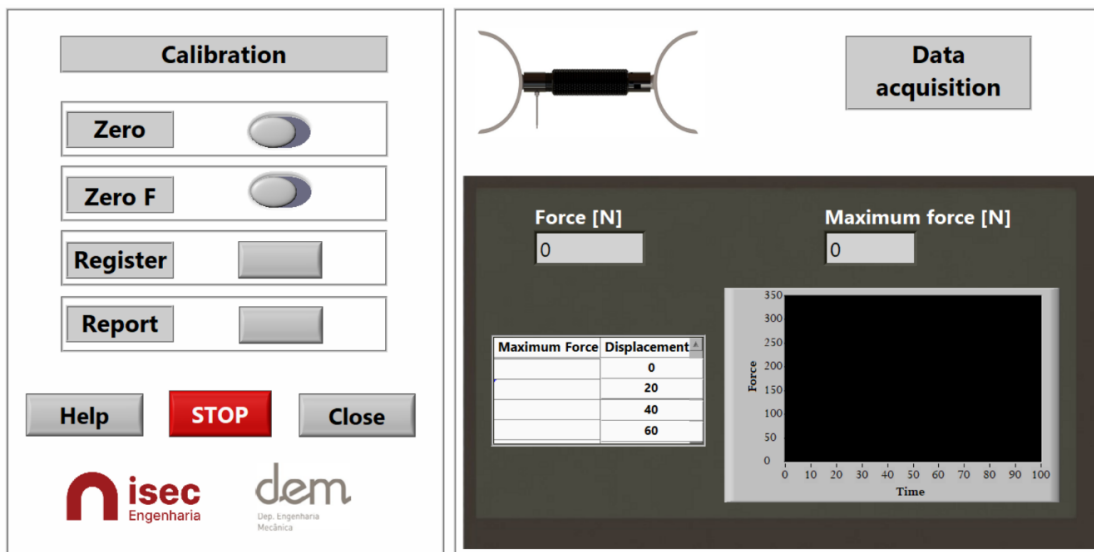 Calibration
Zero
Zero F
Register
Report
Help
STOP
Close
isec
Engenharia
dem
Dep. Engenharia
Mecânica
Data
acquisition
Force [N]
0
Maximum force [N]
0
Maximum Force Displacement
0
20
40
60
Force
350
300
250
200
150
100
50
0
0 10 20 30 40 50 60 70 80 90 100
Time